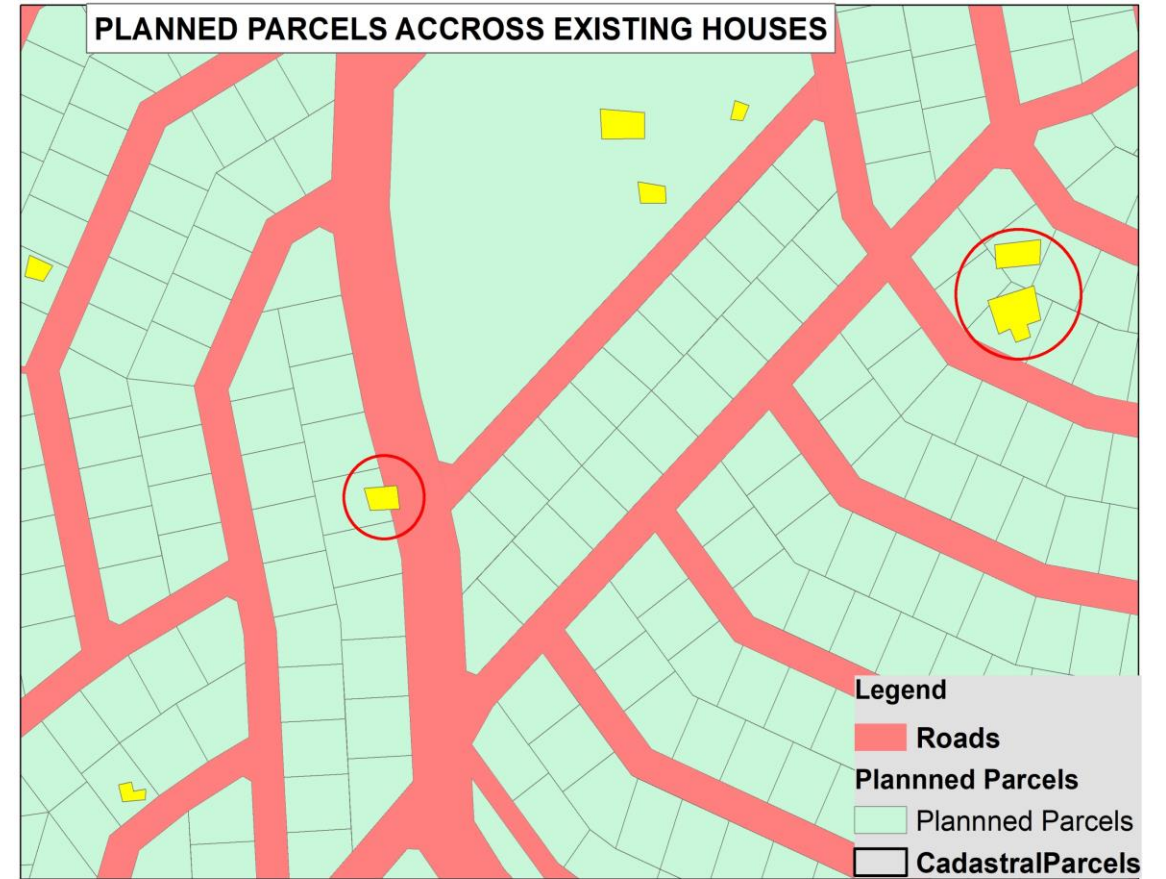 PLANNED PARCELS ACCROSS EXISTING HOUSES
Legend
Roads
Plannned Parcels
Plannned Parcels
CadastralParcels